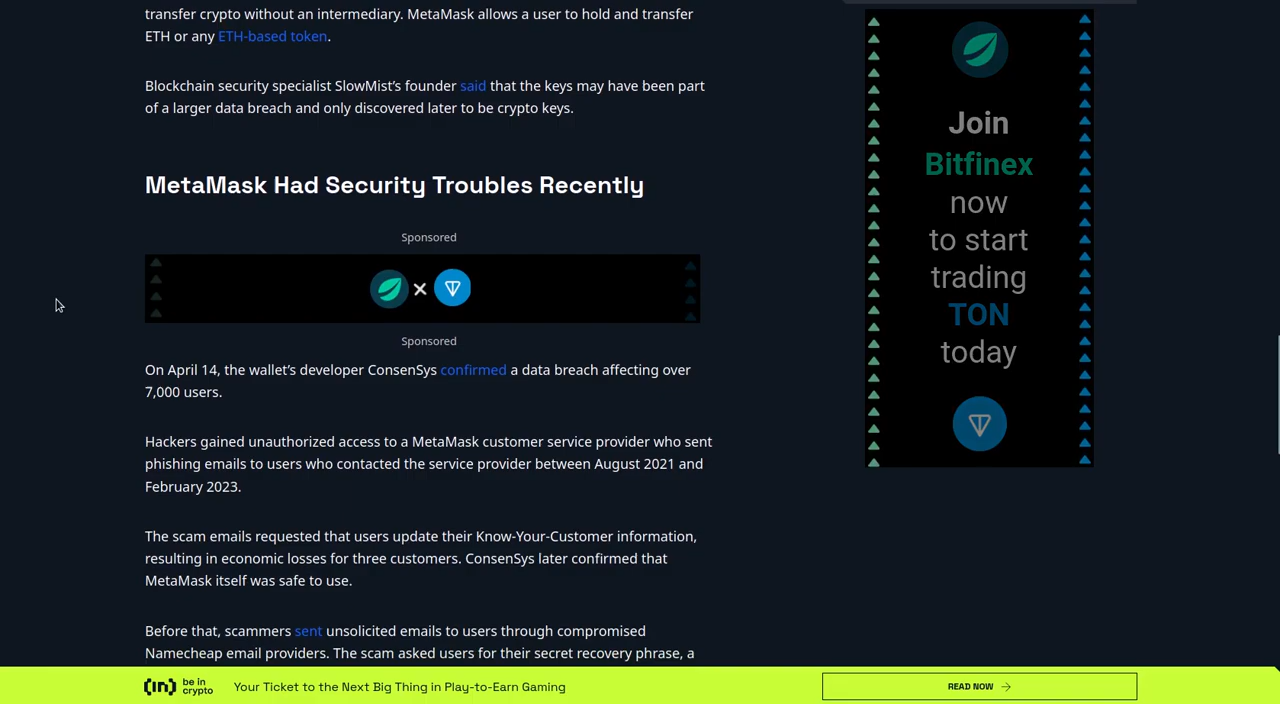 transfer crypto without an intermediary. MetaMask allows a user to hold and transfer
ETH or any ETH-based token.
Blockchain security specialist SlowMist’s founder said that the keys may have been part
of a larger data breach and only discovered later to be crypto keys.
MetaMask Had Security Troubles Recently
Sponsored
Sponsored
On April 14, the wallet’s developer ConsenSys confirmed a data breach affecting over
7,000 users.
Hackers gained unauthorized access to a MetaMask customer service provider who sent
phishing emails to users who contacted the service provider between August 2021 and
February 2023.
The scam emails requested that users update their Know-Your-Customer information,
resulting in economic losses for three customers. ConsenSys later confirmed that
MetaMask itself was safe to use.
Before that, scammers sent unsolicited emails to users through compromised
Namecheap email providers. The scam asked users for their secret recovery phrase, a
Join
Bitfinex
now
to start
trading
TON
today
(in) be in
crypto
Your Ticket to the Next Big Thing in Play-to-Earn Gaming
READ NOW →